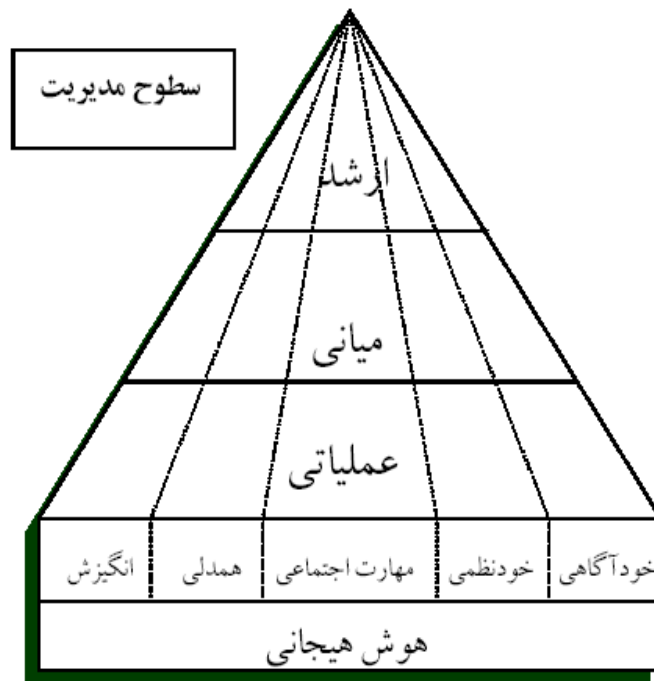 سطوح مدیریت
ارشد
میانی
عملیاتی
خودآگاهی خودنظمی مهارت اجتماعی همدلی انگیزش
هوش هیجانی